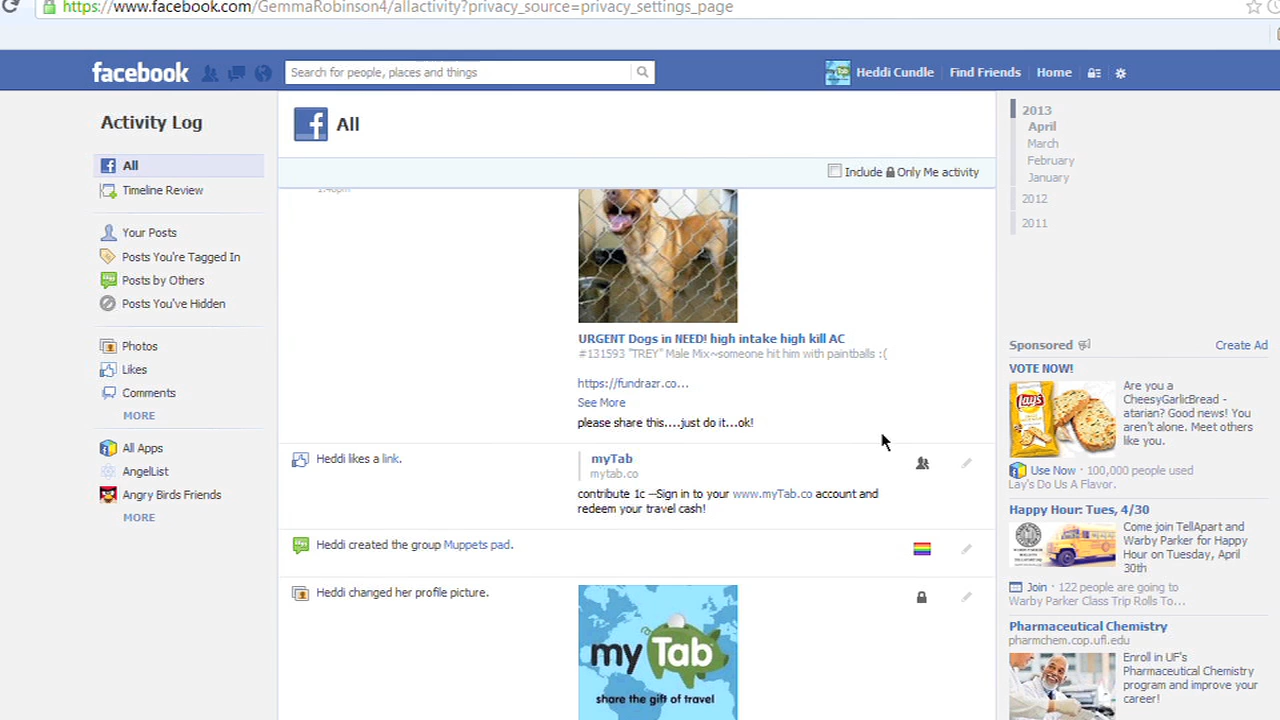 https://www.facebook.com/GemmaRobinson4/allactivity?privacy_source=privacy_settings_page
facebook
Search for people, places and things
Heddi Cundle
Find Friends
Home
Activity Log
All
Timeline Review
Your Posts
Posts You're Tagged In
Posts by Others
Posts You've Hidden
Photos
Likes
Comments
MORE
All Apps
AngelList
Angry Birds Friends
MORE
All
Include Only Me activity
URGENT Dogs in NEED! high intake high kill AC
#131593 "TREY" Male Mix~someone hit him with paintballs :(
https://fundrazr.co...
See More
please share this....just do it...ok!
Heddi likes a link.
myTab
mytab.co
contribute 1c --Sign in to your www.myTab.co account and
redeem your travel cash!
Heddi created the group Muppets pad.
Heddi changed her profile picture.
my Tab
share the gift of travel
2013
April
March
February
January
2012
2011
Sponsored
Create Ad
VOTE NOW!
Lay's
Are you a
CheesyGarlicBread -
atarian? Good news! You
aren't alone. Meet others
like you.
Use Now · 100,000 people used
Lay's Do Us A Flavor.
Happy Hour: Tues, 4/30
Come join TellApart and
Warby Parker for Happy
Hour on Tuesday, April
30th
Join · 122 people are going to
Warby Parker Class Trip Rolls To...
Pharmaceutical Chemistry
pharmchem.cop.ufl.edu
Enroll in UF's
Pharmaceutical Chemistry
program and improve your
career!